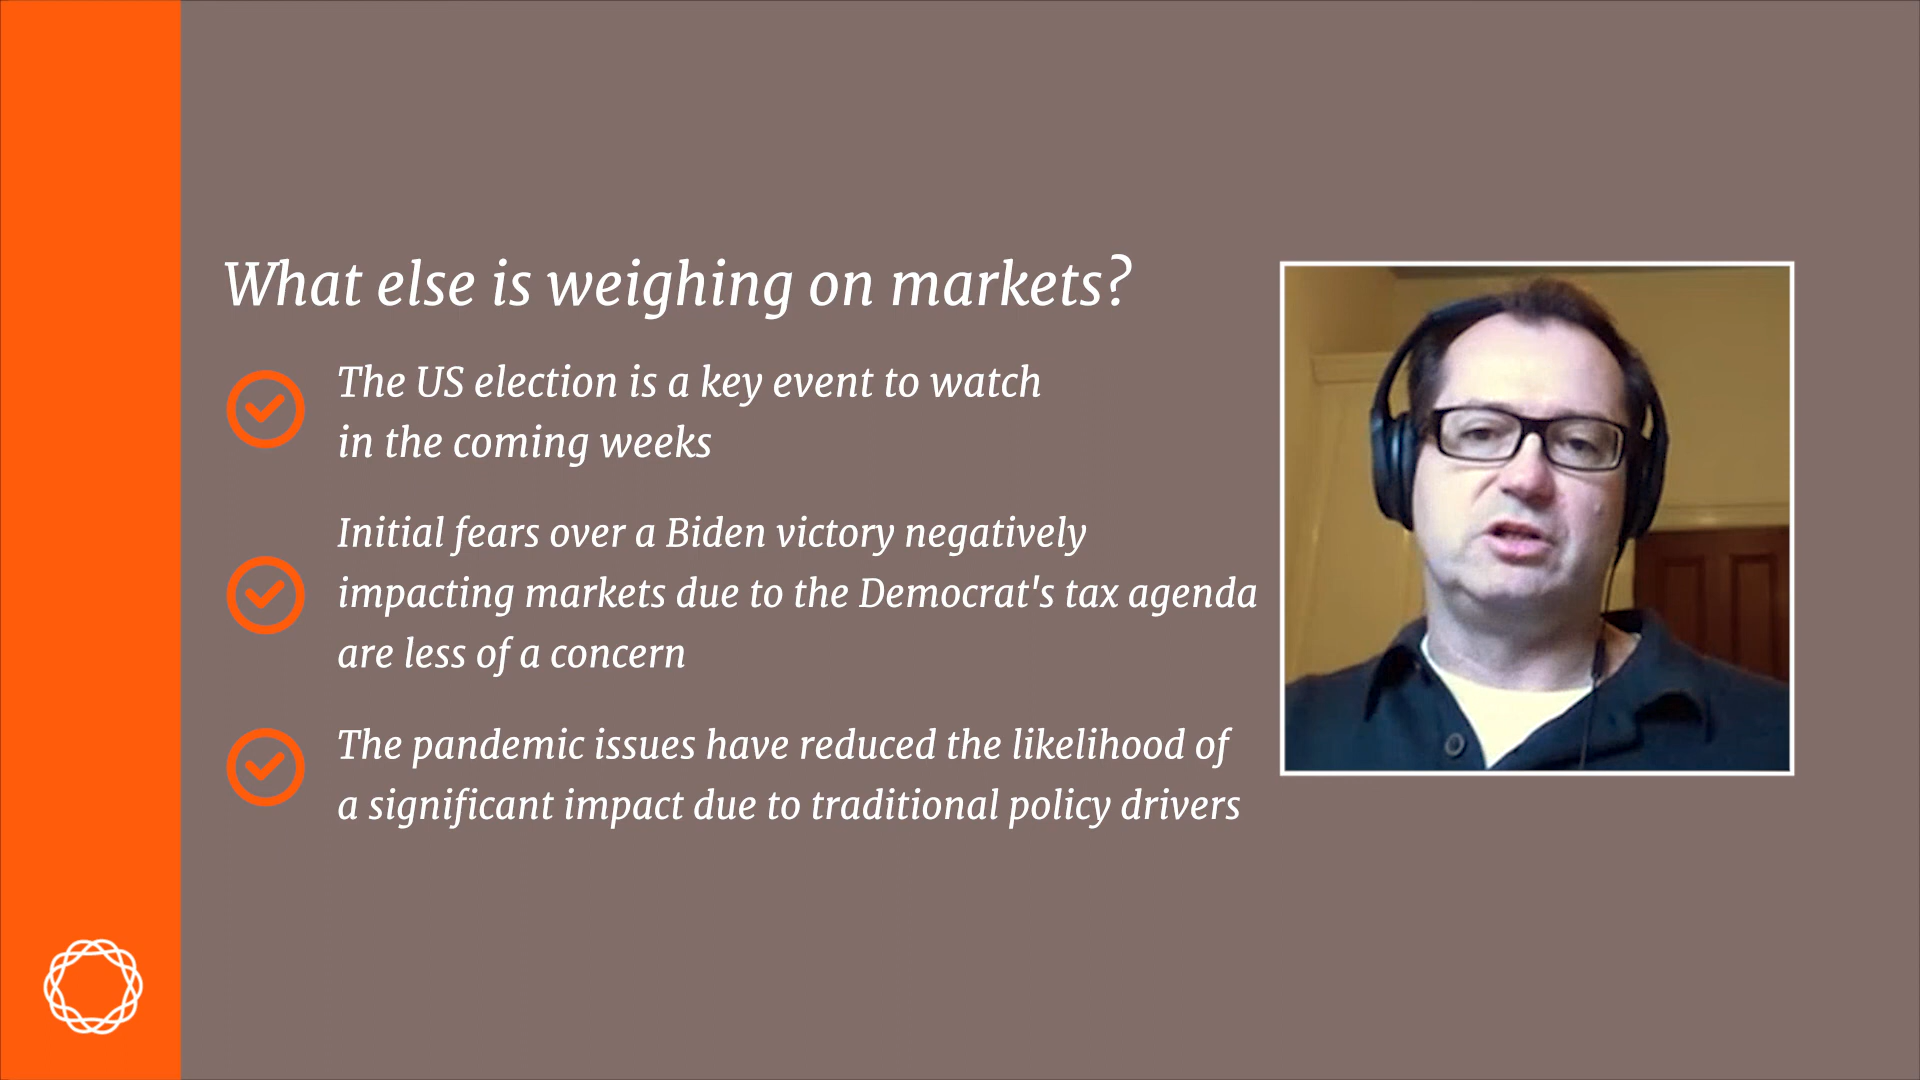 What else is weighing on markets?
The US election is a key event to watch
in the coming weeks
Initial fears over a Biden victory negatively
impacting markets due to the Democrat's tax agenda
are less of a concern
The pandemic issues have reduced the likelihood of
a significant impact due to traditional policy drivers